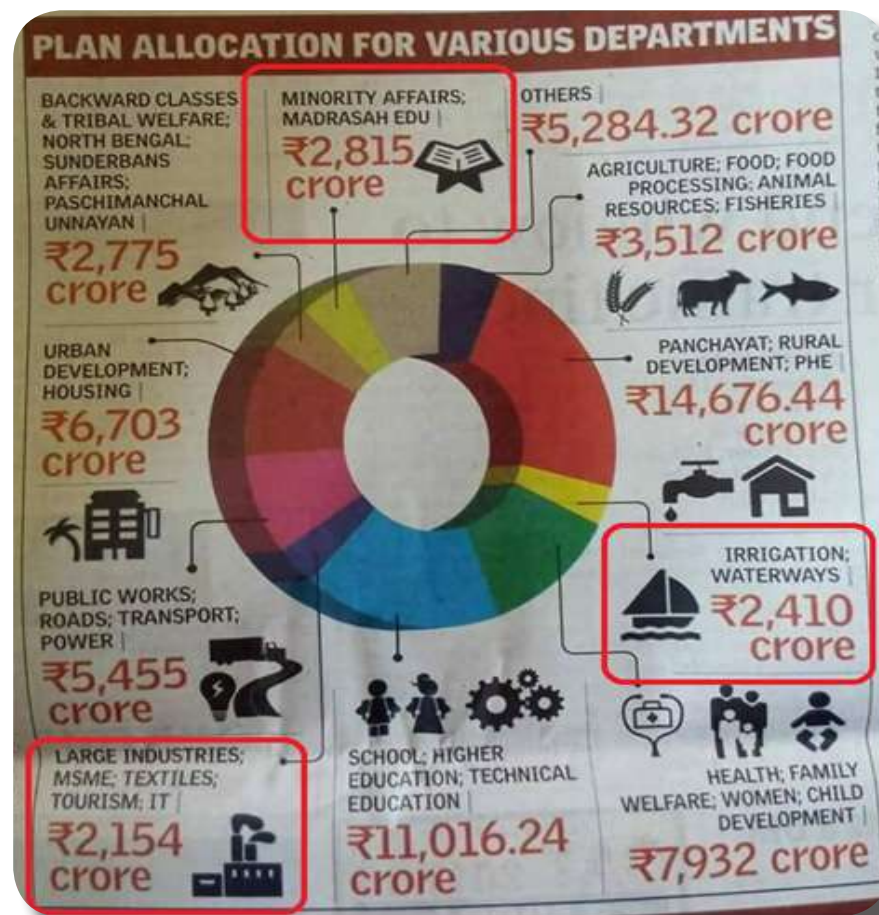 PLAN ALLOCATION FOR VARIOUS DEPARTMENTS
BACKWARD CLASSES
& TRIBAL WELFARE;
NORTH BENGAL;
SUNDERBANS
AFFAIRS;
PASCHIMANCHAL
UNNAYAN |
₹2,775
crore
MINORITY AFFAIRS;
MADRASAH EDU |
₹2,815
crore
OTHERS |
₹5,284.32 crore
AGRICULTURE; FOOD; FOOD
PROCESSING; ANIMAL
RESOURCES; FISHERIES |
₹3,512 crore
URBAN
DEVELOPMENT;
HOUSING |
₹6,703
crore
PANCHAYAT; RURAL
DEVELOPMENT; PHE |
₹14,676.44
crore
IRRIGATION;
WATERWAYS |
₹2,410
crore
PUBLIC WORKS;
ROADS; TRANSPORT;
POWER |
₹5,455
crore
LARGE INDUSTRIES;
MSME; TEXTILES;
TOURISM; IT |
₹2,154
crore
SCHOOL; HIGHER
EDUCATION; TECHNICAL
EDUCATION |
₹11,016.24
crore
HEALTH; FAMILY
WELFARE; WOMEN; CHILD
DEVELOPMENT |
₹7,932 crore